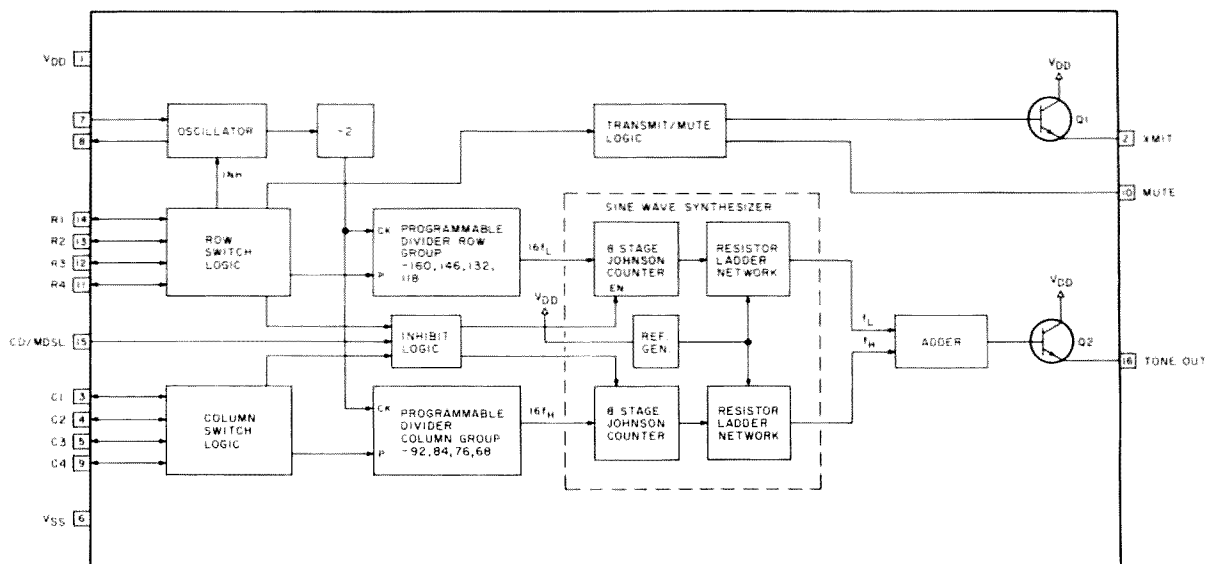 VDD 1
VDD
7
8
OSCILLATOR
-2
TRANSMIT/MUTE
LOGIC
Q1
2 XMIT
INH
10 MUTE
SINE WAVE SYNTHESIZER
R1 14
R2 13
R3 12
R4 11
ROW
SWITCH
LOGIC
CK
P
PROGRAMMABLE
DIVIDER ROW
GROUP
-160, 146, 132,
118
16fL
8 STAGE
JOHNSON
COUNTER
EN
RESISTOR
LADDER
NETWORK
VDD
VDD
CD/MDSL 15
INHIBIT
LOGIC
REF.
GEN.
fL
fH
ADDER
Q2
16 TONE OUT
C1 3
C2 4
C3 5
C4 9
COLUMN
SWITCH
LOGIC
CK
P
PROGRAMMABLE
DIVIDER
COLUMN GROUP
-92, 84, 76, 68
16fH
8 STAGE
JOHNSON
COUNTER
RESISTOR
LADDER
NETWORK
VSS 6